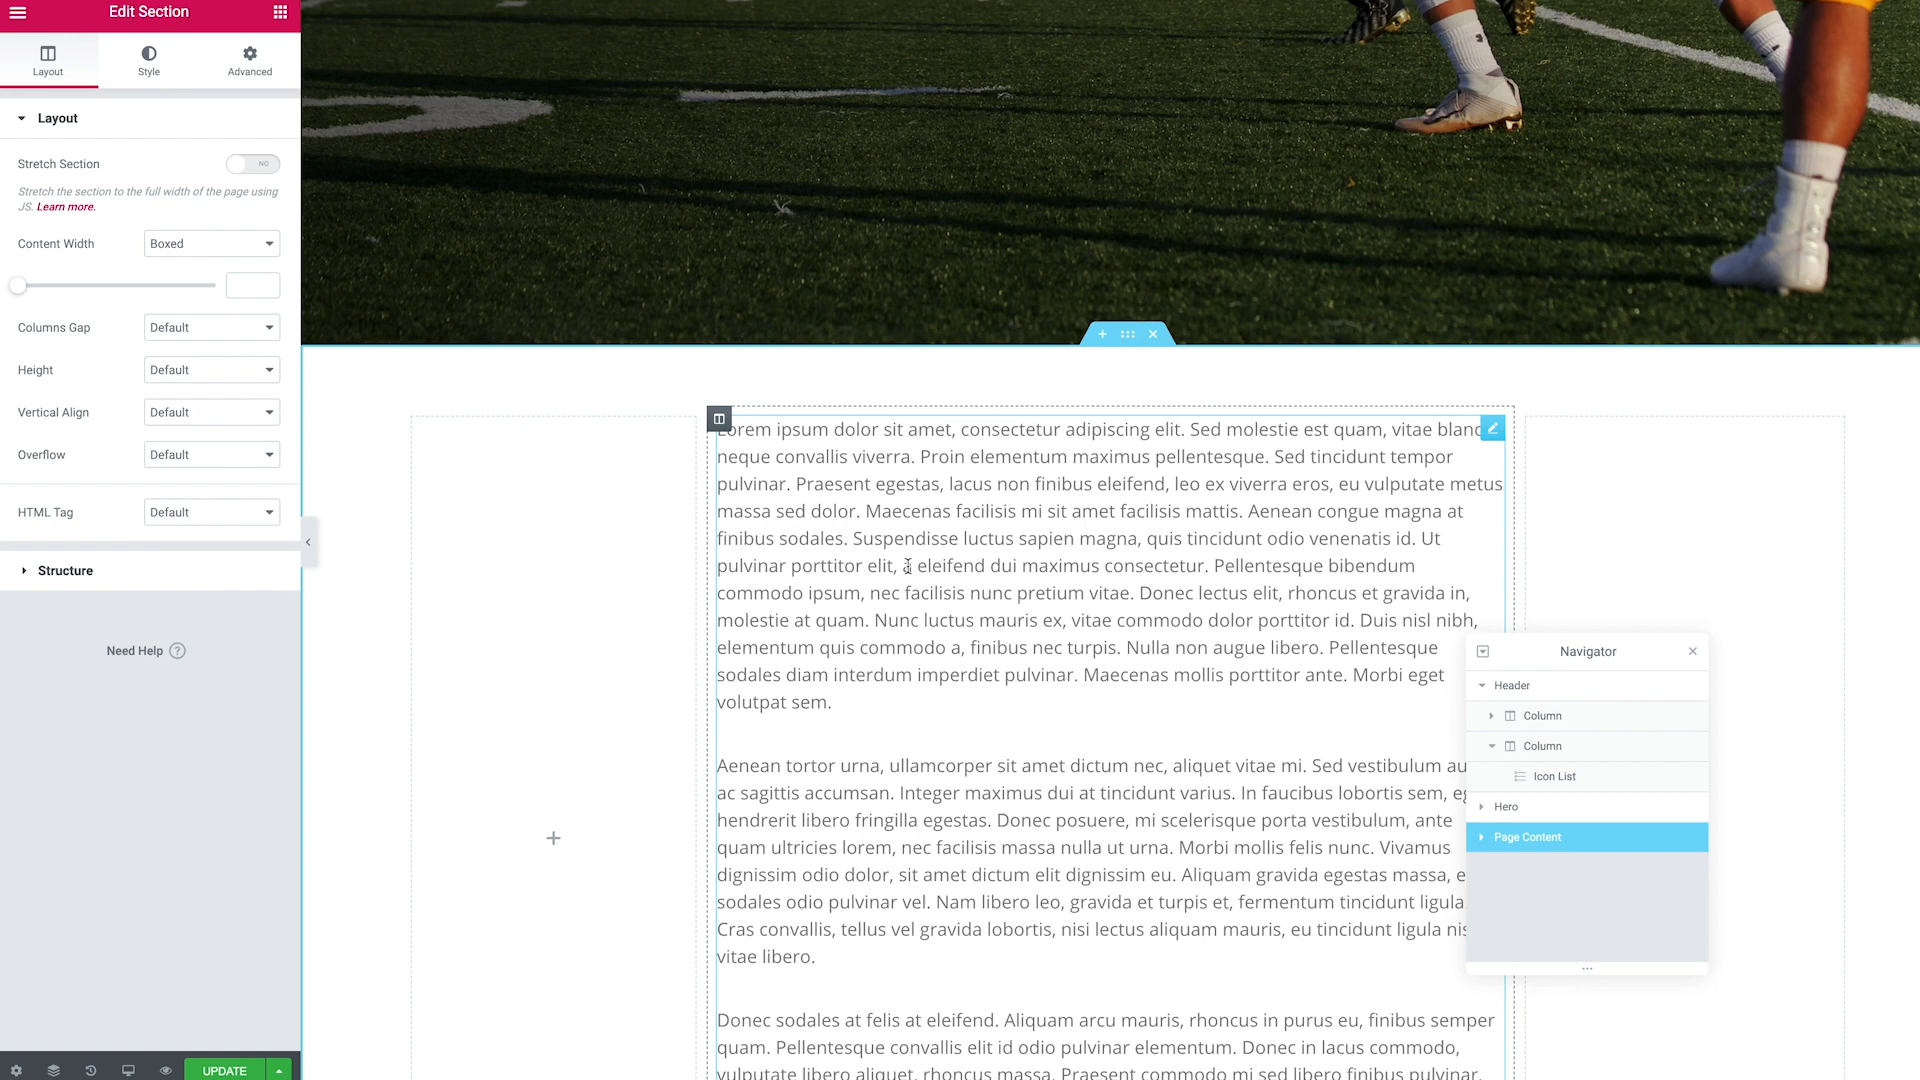 Edit Section
Layout
Style
Advanced
Layout
Stretch Section
NO
Stretch the section to the full width of the page using
JS. Learn more.
Content Width
Boxed
Columns Gap
Default
Height
Default
Vertical Align
Default
Overflow
Default
HTML Tag
Default
Structure
Need Help
UPDATE
Lorem ipsum dolor sit amet, consectetur adipiscing elit. Sed molestie est quam, vitae bland
neque convallis viverra. Proin elementum maximus pellentesque. Sed tincidunt tempor
pulvinar. Praesent egestas, lacus non finibus eleifend, leo ex viverra eros, eu vulputate metus
massa sed dolor. Maecenas facilisis mi sit amet facilisis mattis. Aenean congue magna at
finibus sodales. Suspendisse luctus sapien magna, quis tincidunt odio venenatis id. Ut
pulvinar porttitor elit, a eleifend dui maximus consectetur. Pellentesque bibendum
commodo ipsum, nec facilisis nunc pretium vitae. Donec lectus elit, rhoncus et gravida in,
molestie at quam. Nunc luctus mauris ex, vitae commodo dolor porttitor id. Duis nisl nibh,
elementum quis commodo a, finibus nec turpis. Nulla non augue libero. Pellentesque
sodales diam interdum imperdiet pulvinar. Maecenas mollis porttitor ante. Morbi eget
volutpat sem.
Aenean tortor urna, ullamcorper sit amet dictum nec, aliquet vitae mi. Sed vestibulum au
ac sagittis accumsan. Integer maximus dui at tincidunt varius. In faucibus lobortis sem, eg
hendrerit libero fringilla egestas. Donec posuere, mi scelerisque porta vestibulum, ante
quam ultricies lorem, nec facilisis massa nulla ut urna. Morbi mollis felis nunc. Vivamus
dignissim odio dolor, sit amet dictum elit dignissim eu. Aliquam gravida egestas massa, e
sodales odio pulvinar vel. Nam libero leo, gravida et turpis et, fermentum tincidunt ligula
Cras convallis, tellus vel gravida lobortis, nisi lectus aliquam mauris, eu tincidunt ligula nis
vitae libero.
Donec sodales at felis at eleifend. Aliquam arcu mauris, rhoncus in purus eu, finibus semper
quam. Pellentesque convallis elit id odio pulvinar elementum. Donec in lacus commodo,
vulputate libero aliquet, rhoncus massa. Praesent commodo mi sed libero finibus pulvinar.
Navigator
Header
Column
Column
Icon List
Hero
Page Content